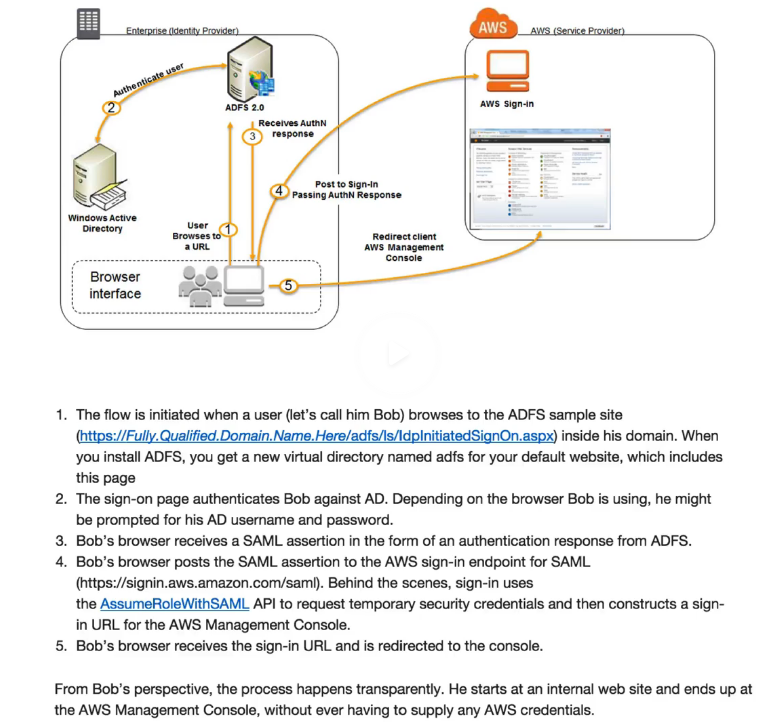 Enterprise (Identity Provider)
AWS
AWS (Service Provider)
Authenticate user
2
ADFS 2.0
AWS Sign-in
Receives AuthN
response
3
Windows Active
Directory
4
Post to Sign-In
Passing AuthN Response
User
Browses to
a URL
1
Redirect client
AWS Management
Console
Browser
interface
5
1. The flow is initiated when a user (let's call him Bob) browses to the ADFS sample site
(https://Fully.Qualified.Domain.Name.Here/adfs/ls/IdpInitiatedSignOn.aspx) inside his domain. When
you install ADFS, you get a new virtual directory named adfs for your default website, which includes
this page
2. The sign-on page authenticates Bob against AD. Depending on the browser Bob is using, he might
be prompted for his AD username and password.
3. Bob's browser receives a SAML assertion in the form of an authentication response from ADFS.
4. Bob's browser posts the SAML assertion to the AWS sign-in endpoint for SAML
(https://signin.aws.amazon.com/saml). Behind the scenes, sign-in uses
the AssumeRoleWithSAML API to request temporary security credentials and then constructs a sign-
in URL for the AWS Management Console.
5. Bob's browser receives the sign-in URL and is redirected to the console.
From Bob's perspective, the process happens transparently. He starts at an internal web site and ends up at
the AWS Management Console, without ever having to supply any AWS credentials.